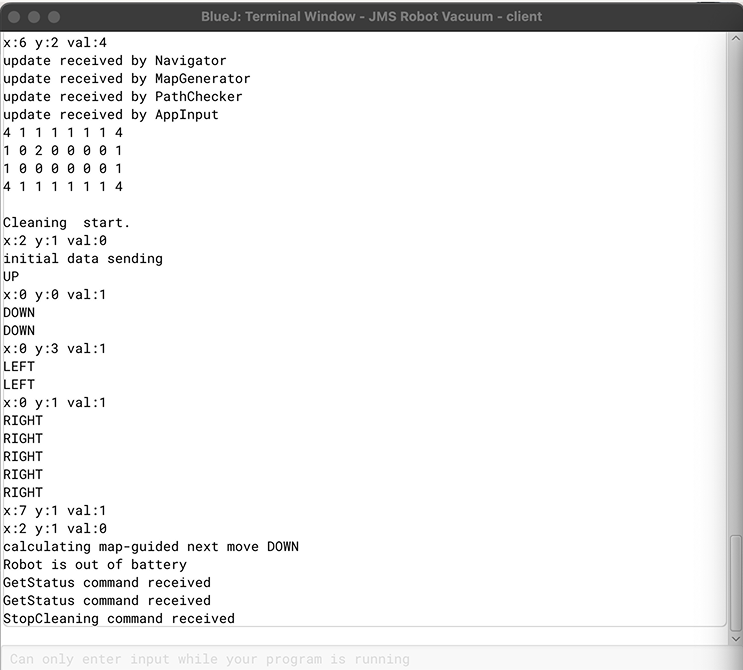 BlueJ: Terminal Window - JMS Robot Vacuum - client
x:6 y:2 val:4
update received by Navigator
update received by MapGenerator
update received by PathChecker
update received by AppInput
4 1 1 1 1 1 1 4
1 0 2 0 0 0 0 1
1 0 0 0 0 0 0 1
4 1 1 1 1 1 1 4
Cleaning  start.
x:2 y:1 val:0
initial data sending
UP
x:0 y:0 val:1
DOWN
DOWN
x:0 y:3 val:1
LEFT
LEFT
x:0 y:1 val:1
RIGHT
RIGHT
RIGHT
RIGHT
RIGHT
x:7 y:1 val:1
x:2 y:1 val:0
calculating map-guided next move DOWN
Robot is out of battery
GetStatus command received
GetStatus command received
StopCleaning command received
Can only enter input while your program is running